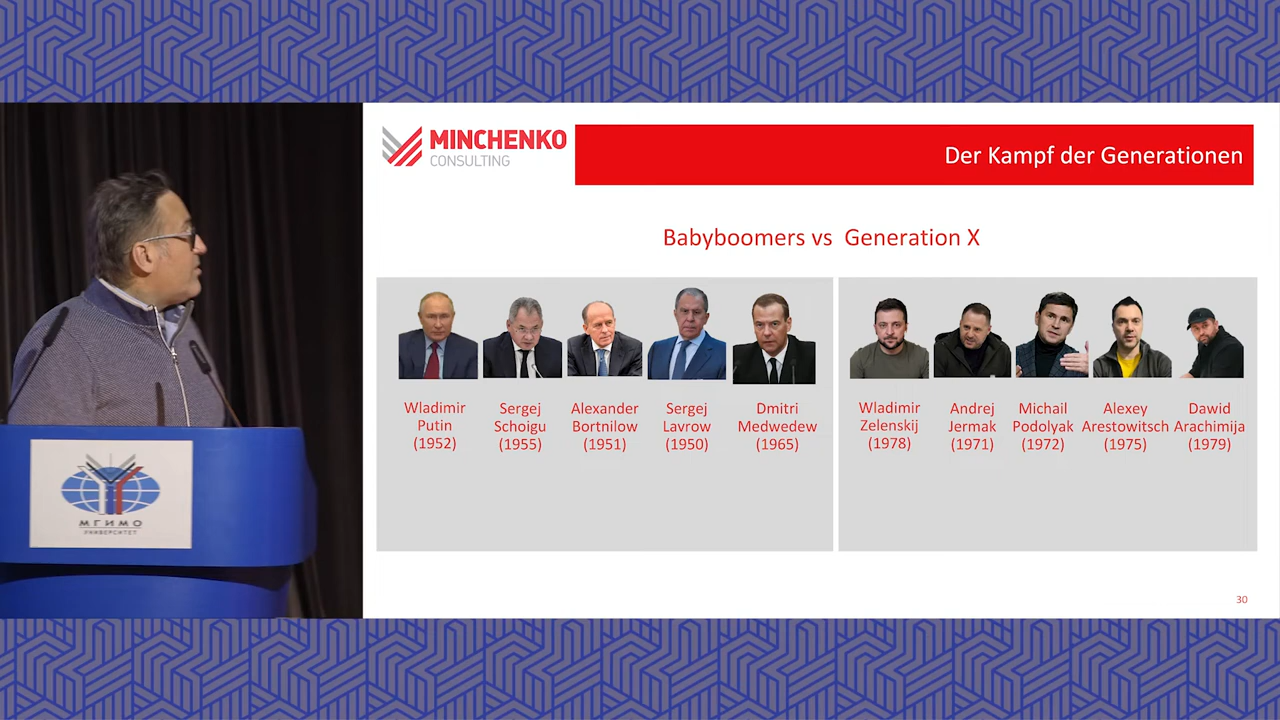 MINCHENKO
CONSULTING
Der Kampf der Generationen
Babyboomers vs Generation X
Wladimir
Putin
(1952)
Sergej
Schoigu
(1955)
Alexander
Bortnilow
(1951)
Sergej
Lavrow
(1950)
Dmitri
Medwedew
(1965)
Wladimir
Zelenskij
(1978)
Andrej
Jermak
(1971)
Michail
Podolyak
(1972)
Alexey
Arestowitsch
(1975)
Dawid
Arachimija
(1979)
МГИМО
УНИВЕРСИТЕТ
30